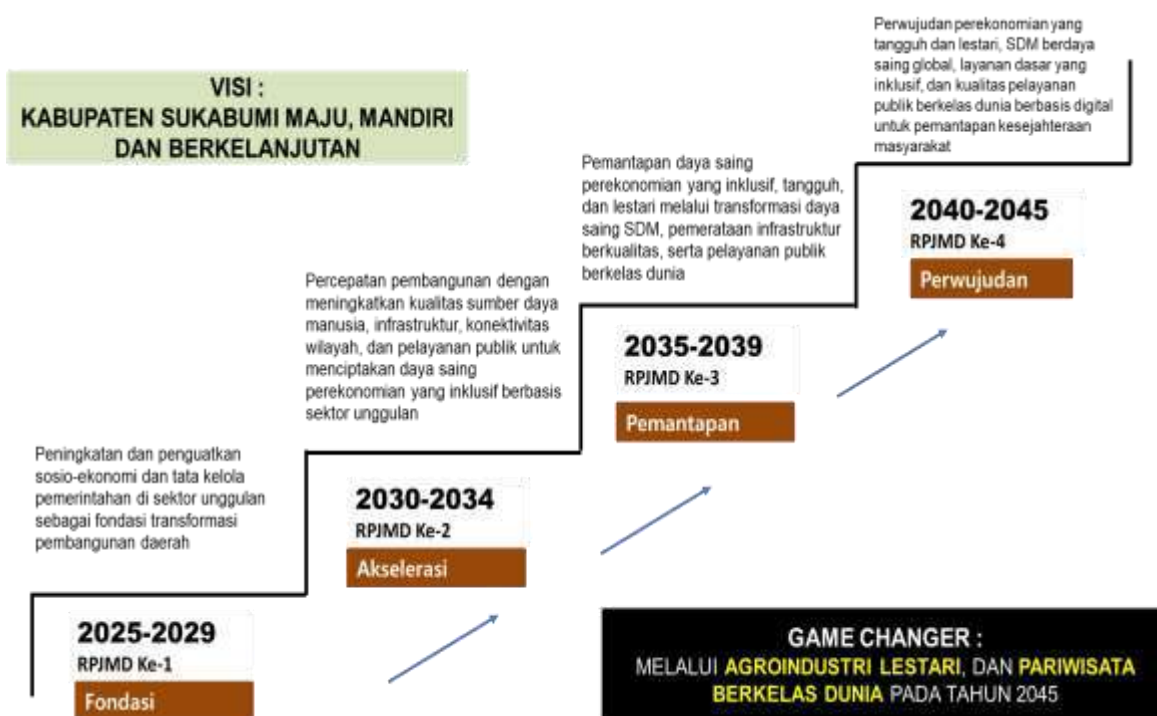 VISI :
KABUPATEN SUKABUMI MAJU, MANDIRI
DAN BERKELANJUTAN
Peningkatan dan penguatkan
sosio-ekonomi dan tata kelola
pemerintahan di sektor unggulan
sebagai fondasi transformasi
pembangunan daerah
2025-2029
RPJMD Ke-1
Fondasi
Percepatan pembangunan dengan
meningkatkan kualitas sumber daya
manusia, infrastruktur, konektivitas
wilayah, dan pelayanan publik untuk
menciptakan daya saing
perekonomian yang inklusif berbasis
sektor unggulan
2030-2034
RPJMD Ke-2
Akselerasi
Pemantapan daya saing
perekonomian yang inklusif, tangguh,
dan lestari melalui transformasi daya
saing SDM, pemerataan infrastruktur
berkualitas, serta pelayanan publik
berkelas dunia
2035-2039
RPJMD Ke-3
Pemantapan
Perwujudan perekonomian yang
tangguh dan lestari, SDM berdaya
saing global, layanan dasar yang
inklusif, dan kualitas pelayanan
publik berkelas dunia berbasis digital
untuk pemantapan kesejahteraan
masyarakat
2040-2045
RPJMD Ke-4
Perwujudan
GAME CHANGER :
MELALUI AGROINDUSTRI LESTARI, DAN PARIWISATA
BERKELAS DUNIA PADA TAHUN 2045